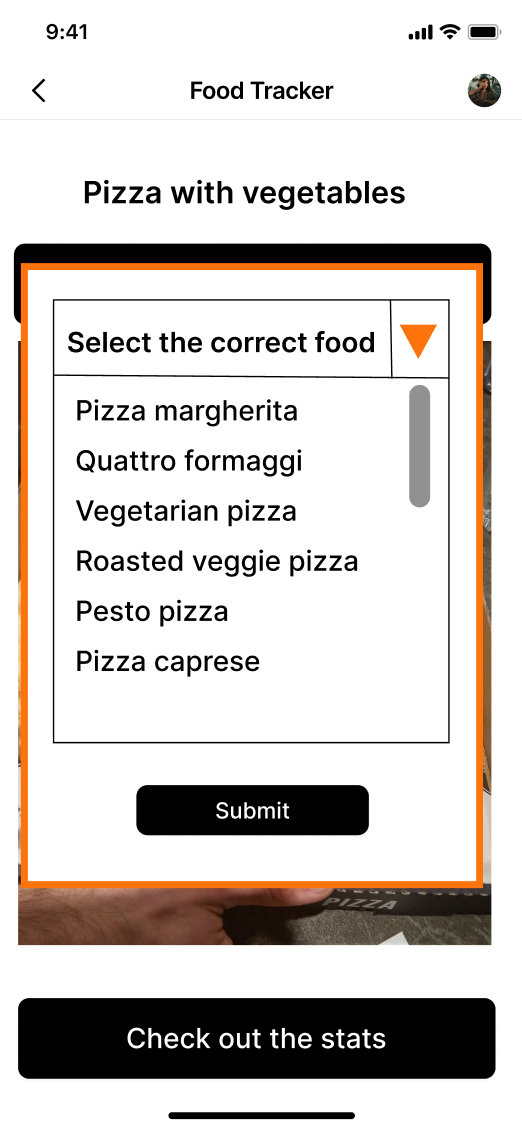 9:41
Food Tracker
Pizza with vegetables
Select the correct food
Pizza margherita
Quattro formaggi
Vegetarian pizza
Roasted veggie pizza
Pesto pizza
Pizza caprese
Submit
PIZZA
Check out the stats